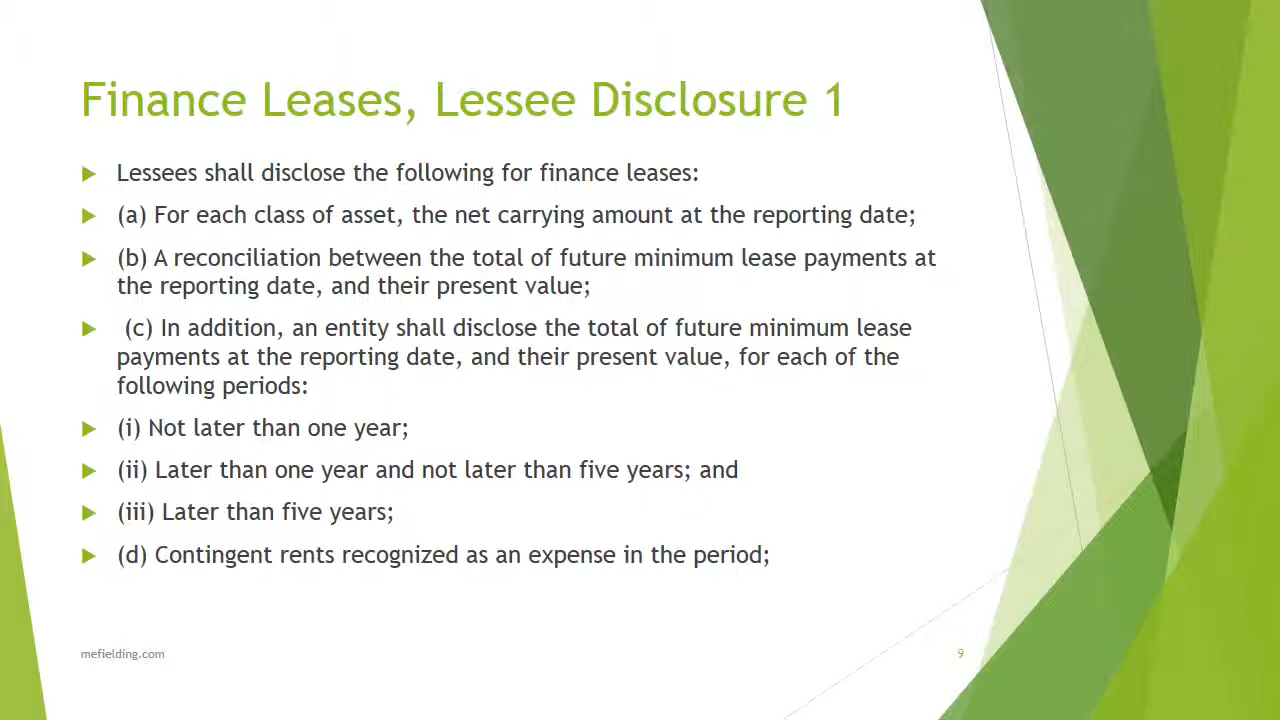 Finance Leases, Lessee Disclosure 1
Lessees shall disclose the following for finance leases:
(a) For each class of asset, the net carrying amount at the reporting date;
(b) A reconciliation between the total of future minimum lease payments at
the reporting date, and their present value;
(c) In addition, an entity shall disclose the total of future minimum lease
payments at the reporting date, and their present value, for each of the
following periods:
(i) Not later than one year;
(ii) Later than one year and not later than five years; and
(iii) Later than five years;
(d) Contingent rents recognized as an expense in the period;
mefielding.com
9